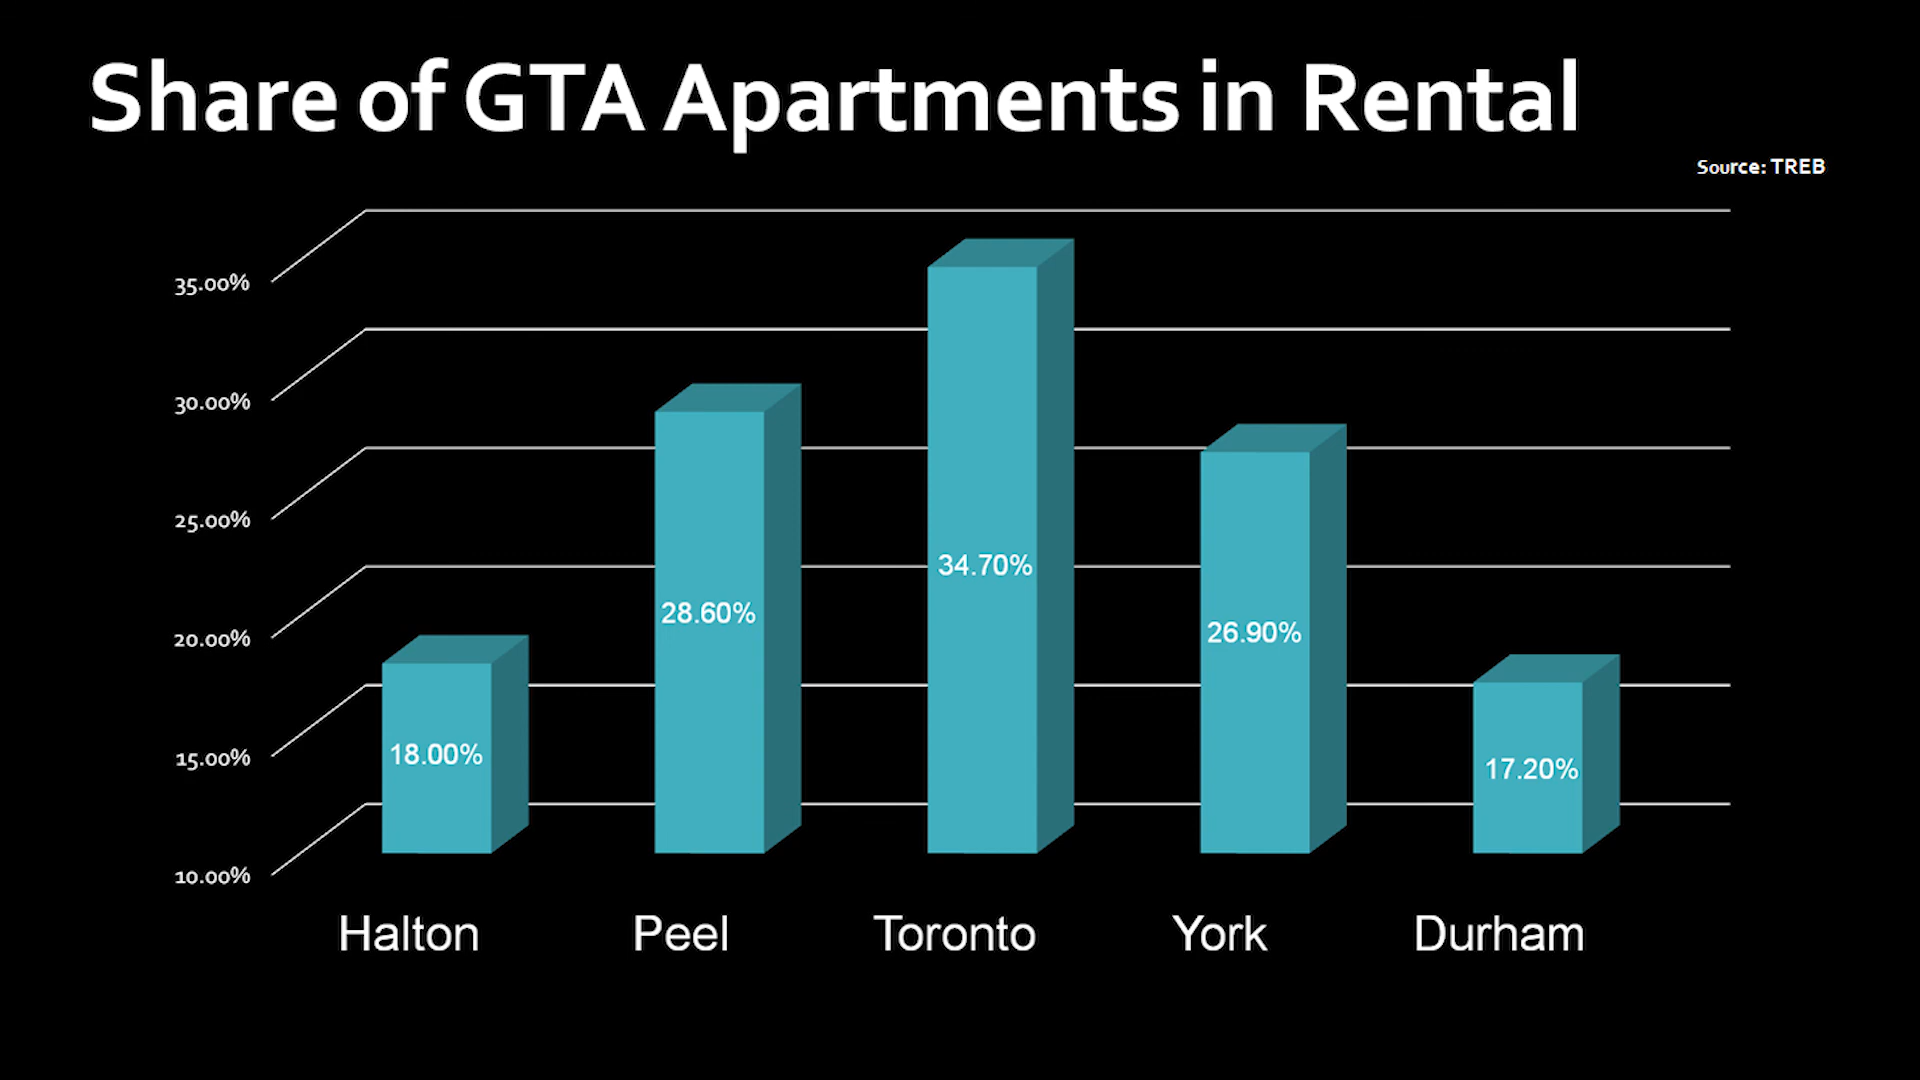 Share of GTA Apartments in Rental
Source: TREB
35.00%
30.00%
25.00%
20.00%
15.00%
10.00%
18.00%
28.60%
34.70%
26.90%
17.20%
Halton
Peel
Toronto
York
Durham